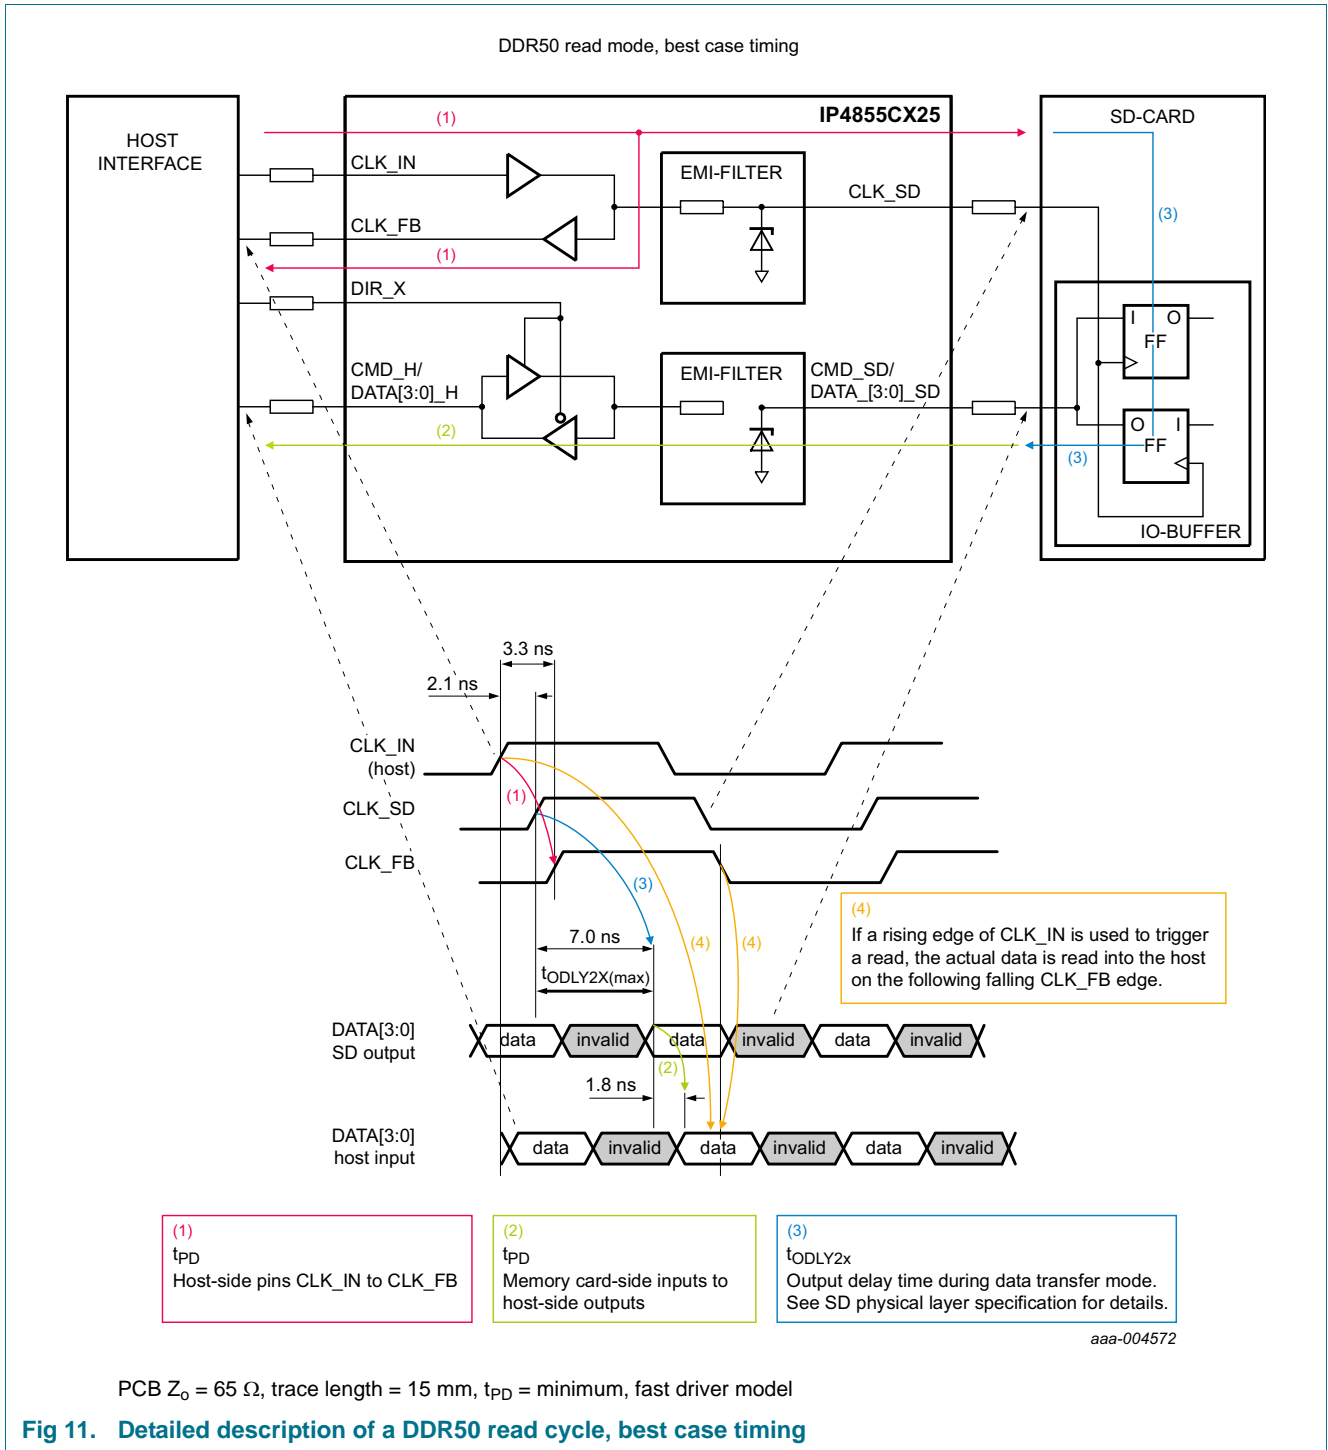 DDR50 read mode, best case timing
HOST
INTERFACE
IP4855CX25
SD-CARD
(1)
CLK_IN
EMI-FILTER
CLK_SD
(3)
CLK_FB
(1)
DIR_X
I O
FF
CMD_H/
DATA[3:0]_H
EMI-FILTER
CMD_SD/
DATA_[3:0]_SD
(2)
O I
FF
(3)
IO-BUFFER
3.3 ns
2.1 ns
CLK_IN
(host)
(1)
CLK_SD
CLK_FB
(3)
(4)
(4)
7.0 ns
tODLY2X(max)
(4)
If a rising edge of CLK_IN is used to trigger
a read, the actual data is read into the host
on the following falling CLK_FB edge.
DATA[3:0]
SD output
data invalid data invalid data invalid
(2)
1.8 ns
DATA[3:0]
host input
data invalid data invalid data invalid
(1)
tPD
Host-side pins CLK_IN to CLK_FB
(2)
tPD
Memory card-side inputs to
host-side outputs
(3)
tODLY2x
Output delay time during data transfer mode.
See SD physical layer specification for details.
aaa-004572
PCB Zo = 65 Ω, trace length = 15 mm, tPD = minimum, fast driver model
Fig 11. Detailed description of a DDR50 read cycle, best case timing